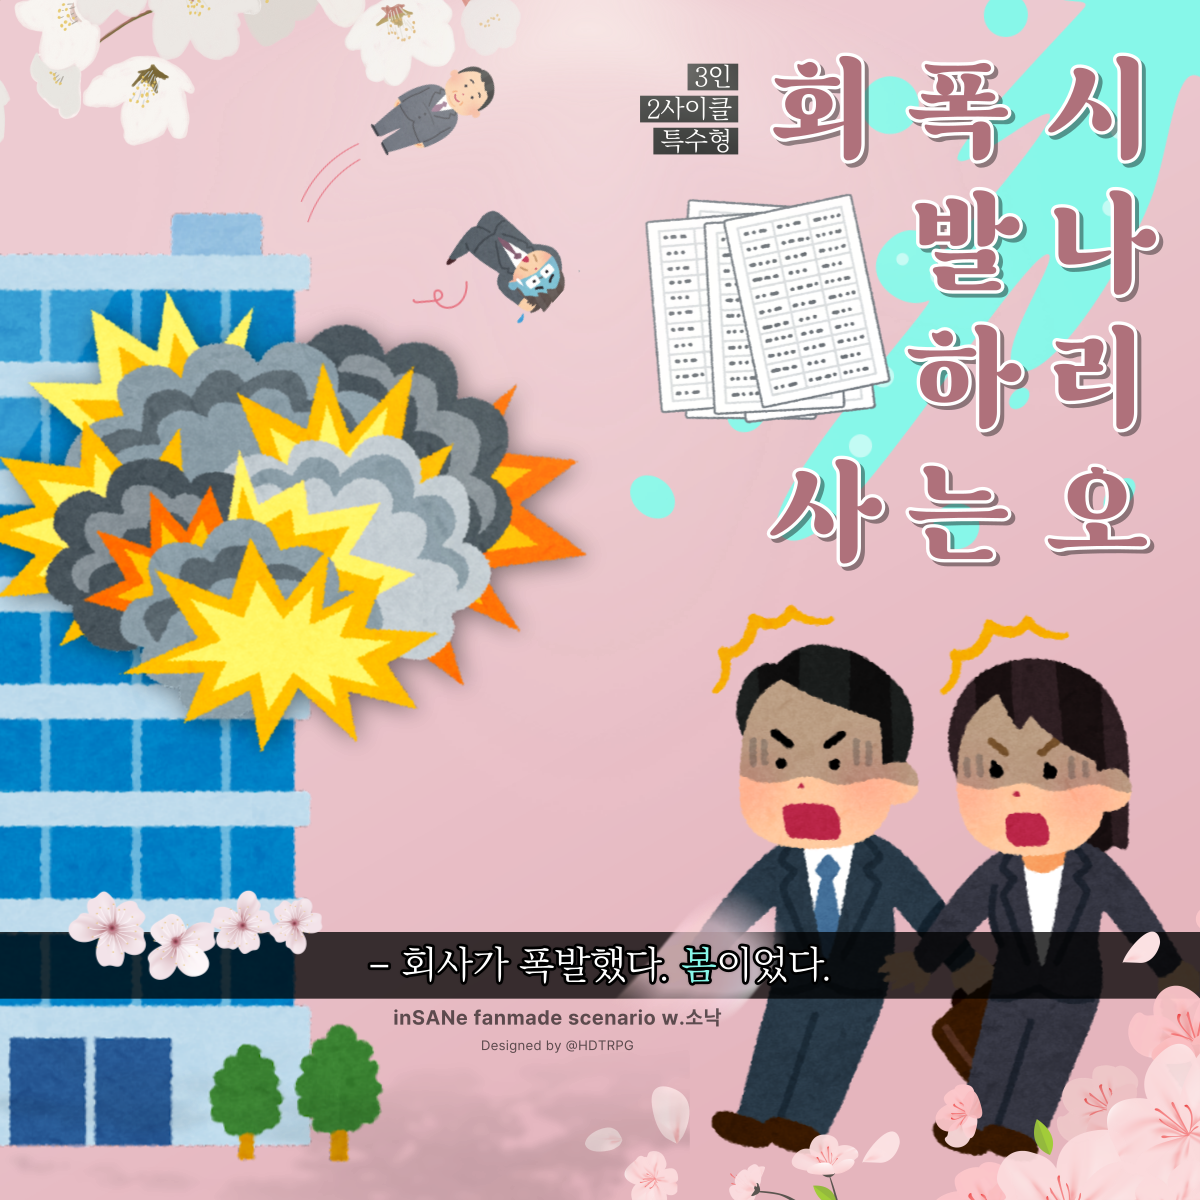 시나리오
폭발하는
회사
3인
2사이클
특수형
– 회사가 폭발했다. 봄이었다.
inSANe fanmade scenario w.소낙
Designed by @HDTRPG